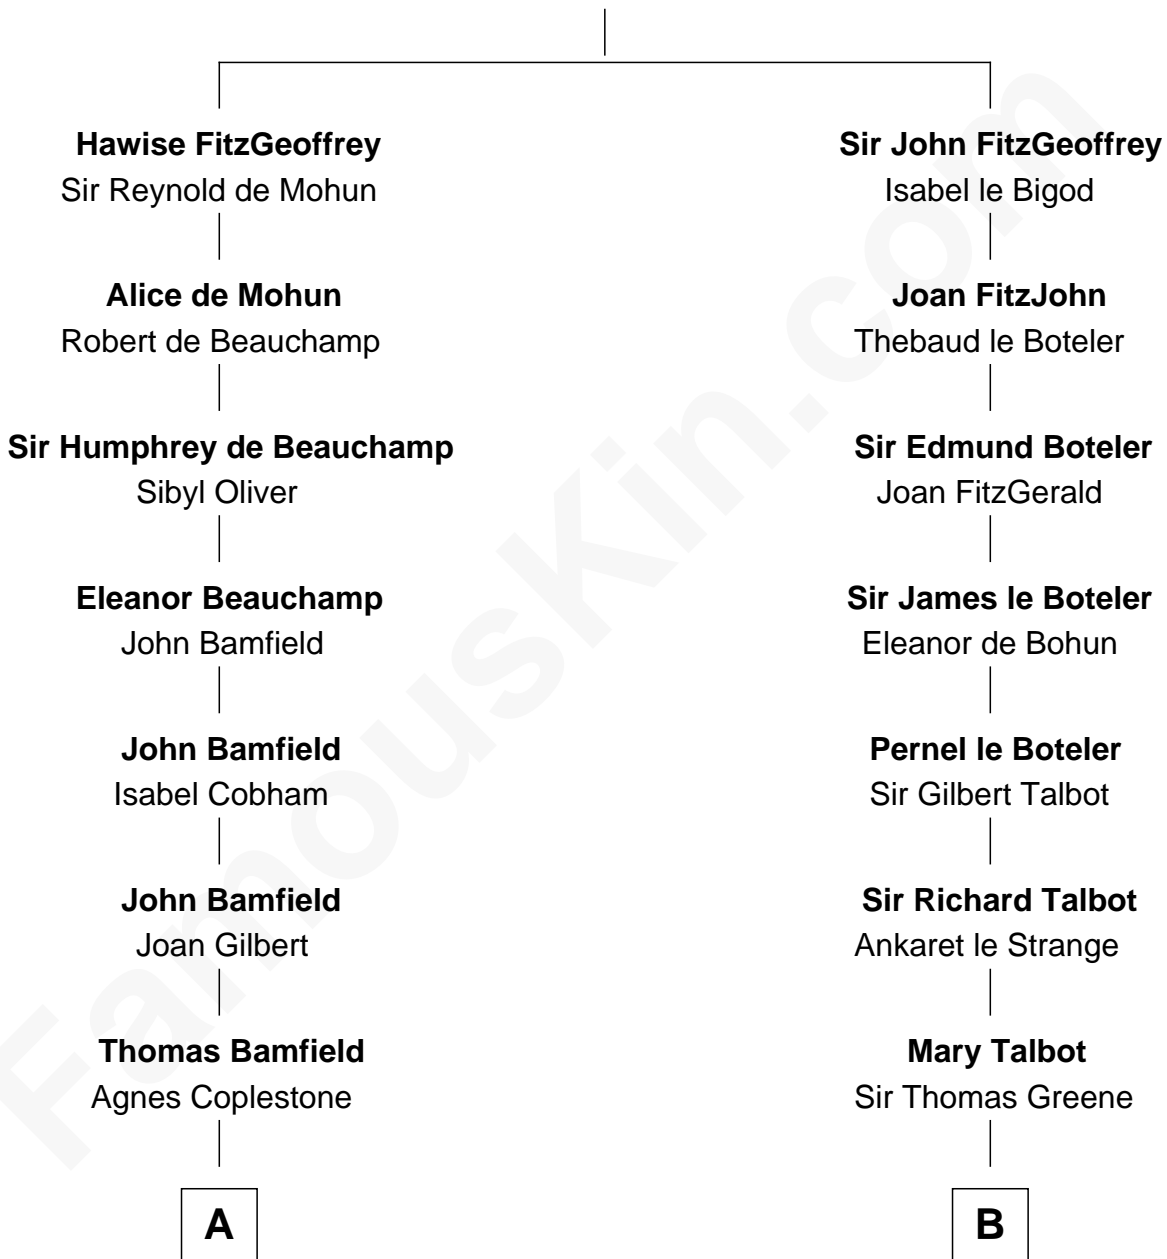 Hawise FitzGeoffrey
Sir Reynold de Mohun
Alice de Mohun
Robert de Beauchamp
Sir Humphrey de Beauchamp
Sibyl Oliver
Eleanor Beauchamp
John Bamfield
John Bamfield
Isabel Cobham
John Bamfield
Joan Gilbert
Thomas Bamfield
Agnes Coplestone
A
Sir John FitzGeoffrey
Isabel le Bigod
Joan FitzJohn
Thebaud le Boteler
Sir Edmund Boteler
Joan FitzGerald
Sir James le Boteler
Eleanor de Bohun
Pernel le Boteler
Sir Gilbert Talbot
Sir Richard Talbot
Ankaret le Strange
Mary Talbot
Sir Thomas Greene
B
FamousKin.com